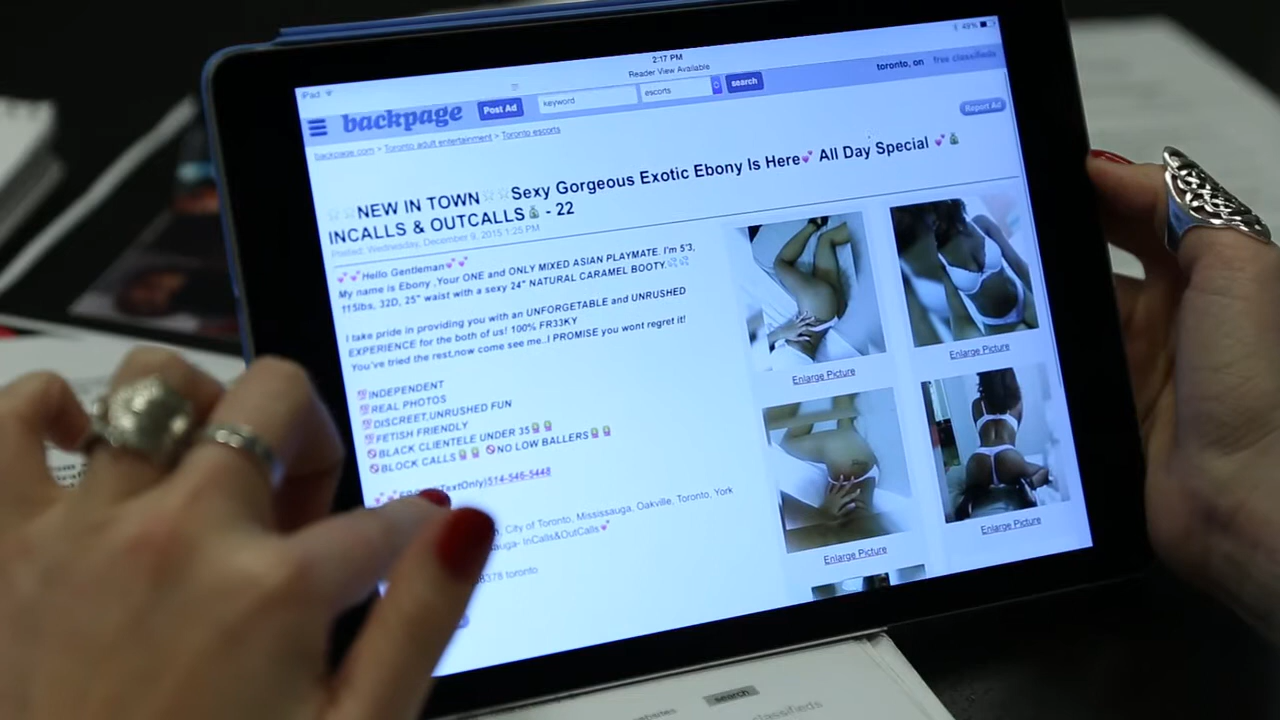 iPad
2:17 PM
49%
Reader View Available
backpage
Post Ad
keyword
escorts
search
toronto, on
free classifieds
backpage.com > Toronto adult entertainment > Toronto escorts
Report Ad
NEW IN TOWN Sexy Gorgeous Exotic Ebony Is Here💕 All Day Special 💕💰
INCALLS & OUTCALLS💰 - 22
Posted: Wednesday, December 9, 2015 1:25 PM
💕💕Hello Gentleman💕💕
My name is Ebony ,Your ONE and ONLY MIXED ASIAN PLAYMATE. I'm 5'3,
115lbs, 32D, 25" waist with a sexy 24" NATURAL CARAMEL BOOTY.💦💦
I take pride in providing you with an UNFORGETABLE and UNRUSHED
EXPERIENCE for the both of us! 100% FR33KY
You've tried the rest,now come see me..I PROMISE you wont regret it!
💯INDEPENDENT
💯REAL PHOTOS
💯DISCREET,UNRUSHED FUN
💯FETISH FRIENDLY
🚫BLACK CLIENTELE UNDER 35
🚫BLOCK CALLS 🚫NO LOW BALLERS
TextOnly)514-546-5448
City of Toronto, Mississauga, Oakville, Toronto, York
InCalls&OutCalls💕
toronto
Enlarge Picture
Enlarge Picture
Enlarge Picture
Enlarge Picture
search
classifieds